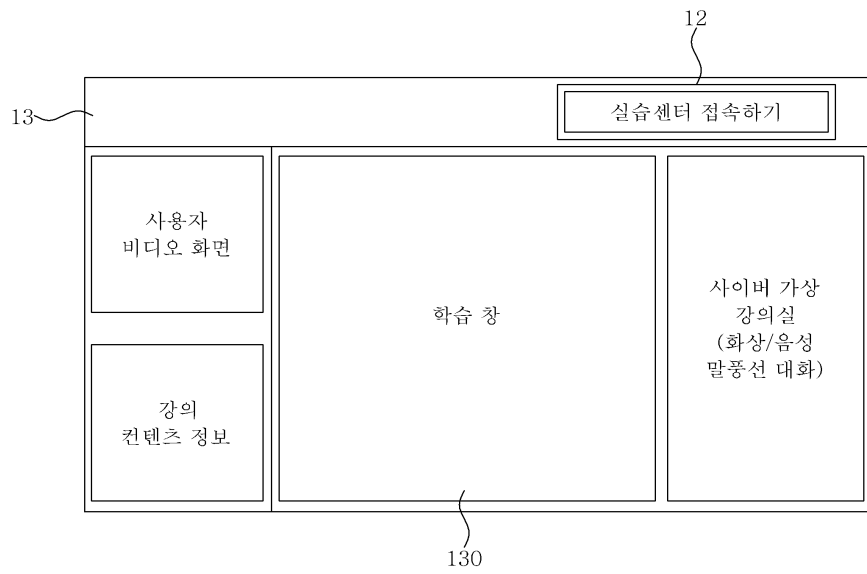 12
13
실습센터 접속하기
사용자
비디오 화면
학습 창
사이버 가상
강의실
(화상/음성
말풍선 대화)
강의
컨텐츠 정보
130